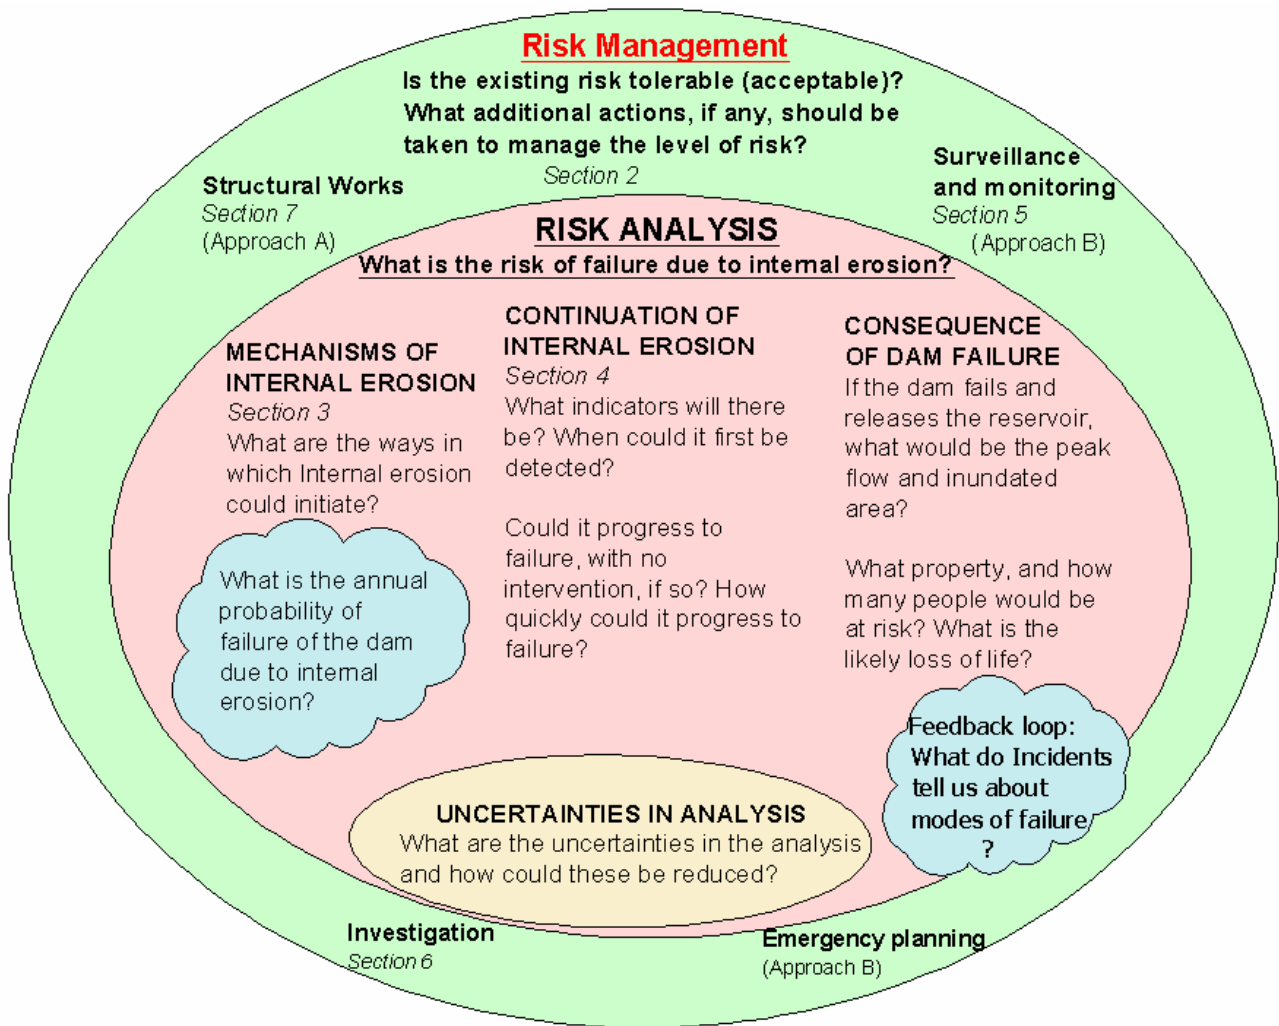 Risk Management
Is the existing risk tolerable (acceptable)?
What additional actions, if any, should be
taken to manage the level of risk?
Section 2
Structural Works
Section 7
(Approach A)
Surveillance
and monitoring
Section 5
(Approach B)
RISK ANALYSIS
What is the risk of failure due to internal erosion?
MECHANISMS OF
INTERNAL EROSION
Section 3
What are the ways in
which Internal erosion
could initiate?
What is the annual
probability of
failure of the dam
due to internal
erosion?
CONTINUATION OF
INTERNAL EROSION
Section 4
What indicators will there
be? When could it first be
detected?
Could it progress to
failure, with no
intervention, if so? How
quickly could it progress to
failure?
CONSEQUENCE
OF DAM FAILURE
If the dam fails and
releases the reservoir,
what would be the peak
flow and inundated
area?
What property, and how
many people would be
at risk? What is the
likely loss of life?
Feedback loop:
What do Incidents
tell us about
modes of failure
?
UNCERTAINTIES IN ANALYSIS
What are the uncertainties in the analysis
and how could these be reduced?
Investigation
Section 6
Emergency planning
(Approach B)